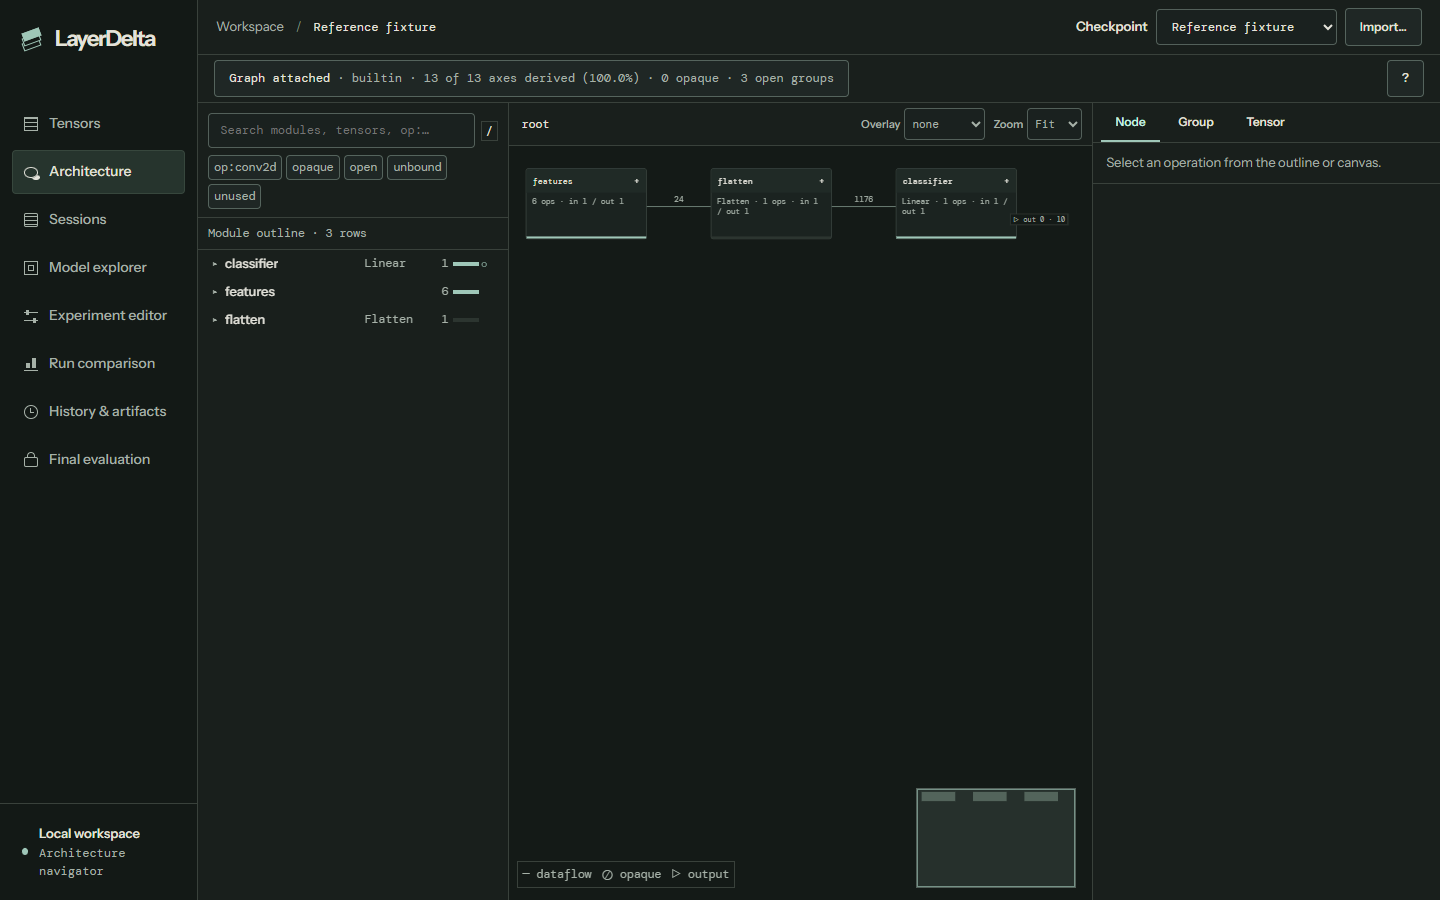 LayerDelta
Tensors
Architecture
Sessions
Model explorer
Experiment editor
Run comparison
History & artifacts
Final evaluation
Local workspace
Architecture
navigator
Workspace / Reference fixture
Checkpoint Reference fixture Import…
Graph attached · builtin · 13 of 13 axes derived (100.0%) · 0 opaque · 3 open groups
?
Search modules, tensors, op:…
/
op:conv2d opaque open unbound
unused
Module outline · 3 rows
▸ classifier Linear 1
▸ features 6
▸ flatten Flatten 1
root
Overlay none Zoom Fit
features +
6 ops · in 1 / out 1
24
flatten +
Flatten · 1 ops · in 1
/ out 1
1176
classifier +
Linear · 1 ops · in 1 /
out 1
▷ out 0 · 10
— dataflow ⊘ opaque ▷ output
Node Group Tensor
Select an operation from the outline or canvas.